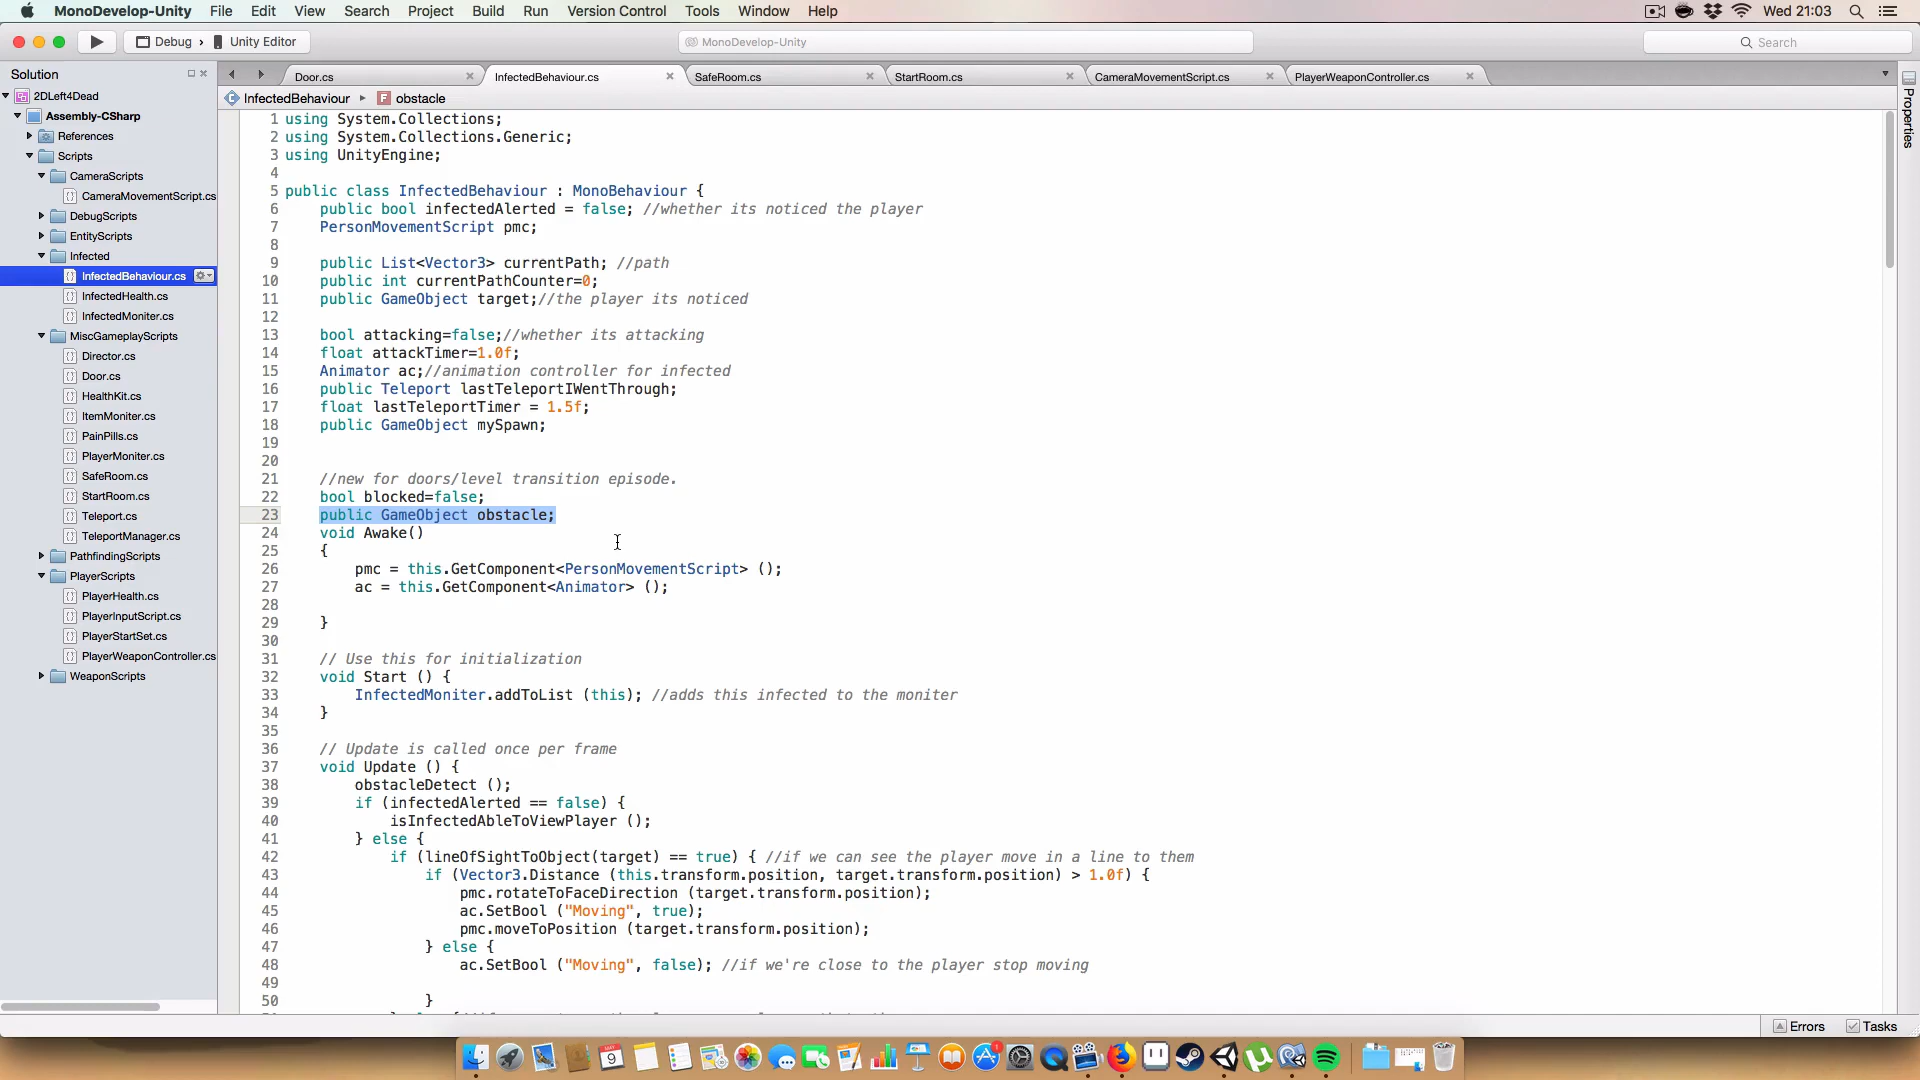 MonoDevelop-Unity File Edit View Search Project Build Run Version Control Tools Window Help Wed 21:03
Debug › Unity Editor MonoDevelop-Unity Search
Solution
Door.cs InfectedBehaviour.cs SafeRoom.cs StartRoom.cs CameraMovementScript.cs PlayerWeaponController.cs
InfectedBehaviour obstacle
Properties
2DLeft4Dead
Assembly-CSharp
References
Scripts
CameraScripts
CameraMovementScript.cs
DebugScripts
EntityScripts
Infected
InfectedBehaviour.cs
InfectedHealth.cs
InfectedMoniter.cs
MiscGameplayScripts
Director.cs
Door.cs
HealthKit.cs
ItemMoniter.cs
PainPills.cs
PlayerMoniter.cs
SafeRoom.cs
StartRoom.cs
Teleport.cs
TeleportManager.cs
PathfindingScripts
PlayerScripts
PlayerHealth.cs
PlayerInputScript.cs
PlayerStartSet.cs
PlayerWeaponController.cs
WeaponScripts
1 using System.Collections;
2 using System.Collections.Generic;
3 using UnityEngine;
4
5 public class InfectedBehaviour : MonoBehaviour {
6 public bool infectedAlerted = false; //whether its noticed the player
7 PersonMovementScript pmc;
8
9 public List<Vector3> currentPath; //path
10 public int currentPathCounter=0;
11 public GameObject target;//the player its noticed
12
13 bool attacking=false;//whether its attacking
14 float attackTimer=1.0f;
15 Animator ac;//animation controller for infected
16 public Teleport lastTeleportIWentThrough;
17 float lastTeleportTimer = 1.5f;
18 public GameObject mySpawn;
19
20
21 //new for doors/level transition episode.
22 bool blocked=false;
23 public GameObject obstacle;
24 void Awake()
25 {
26 pmc = this.GetComponent<PersonMovementScript> ();
27 ac = this.GetComponent<Animator> ();
28
29 }
30
31 // Use this for initialization
32 void Start () {
33 InfectedMoniter.addToList (this); //adds this infected to the moniter
34 }
35
36 // Update is called once per frame
37 void Update () {
38 obstacleDetect ();
39 if (infectedAlerted == false) {
40 isInfectedAbleToViewPlayer ();
41 } else {
42 if (lineOfSightToObject(target) == true) { //if we can see the player move in a line to them
43 if (Vector3.Distance (this.transform.position, target.transform.position) > 1.0f) {
44 pmc.rotateToFaceDirection (target.transform.position);
45 ac.SetBool ("Moving", true);
46 pmc.moveToPosition (target.transform.position);
47 } else {
48 ac.SetBool ("Moving", false); //if we're close to the player stop moving
49
50 }
Errors Tasks